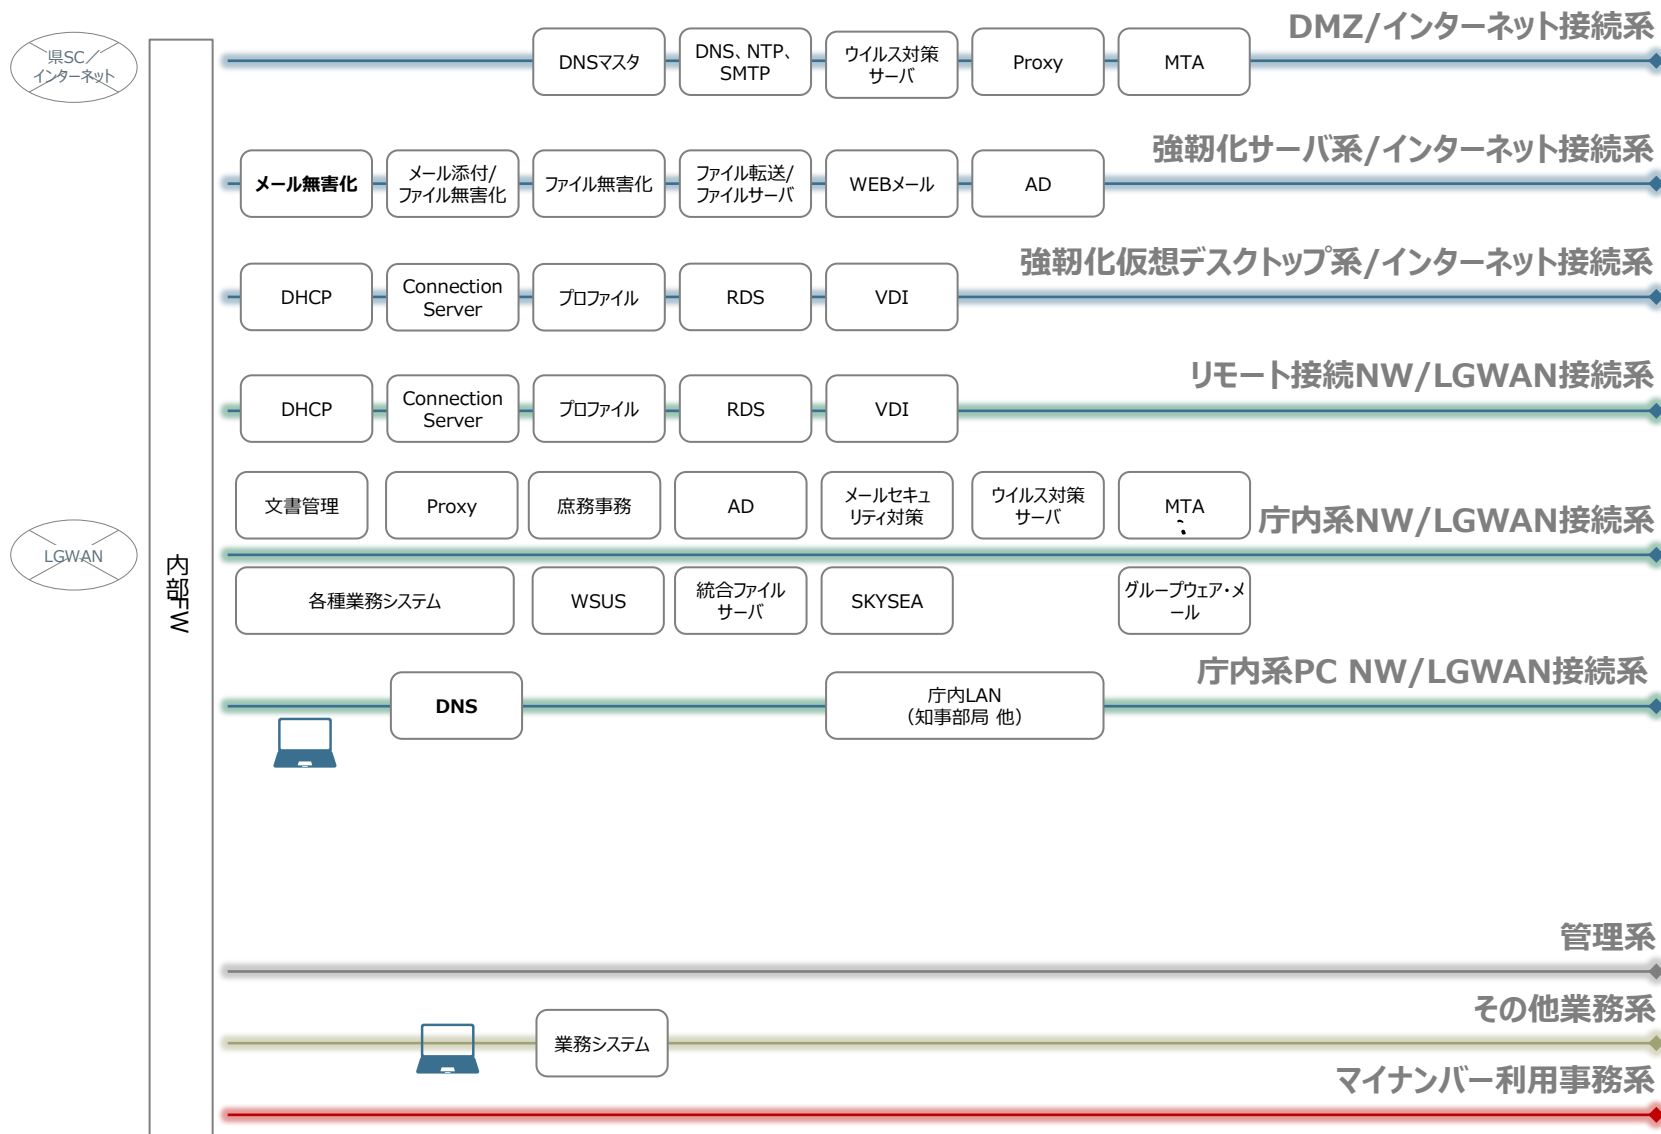 県SC／
インターネット
DMZ/インターネット接続系
DNSマスタ
DNS、NTP、
SMTP
ウイルス対策
サーバ
Proxy
MTA
強靭化サーバ系/インターネット接続系
メール無害化
メール添付/
ファイル無害化
ファイル無害化
ファイル転送/
ファイルサーバ
WEBメール
AD
強靭化仮想デスクトップ系/インターネット接続系
DHCP
Connection
Server
プロファイル
RDS
VDI
リモート接続NW/LGWAN接続系
DHCP
Connection
Server
プロファイル
RDS
VDI
文書管理
Proxy
庶務事務
AD
メールセキュ
リティ対策
ウイルス対策
サーバ
MTA
庁内系NW/LGWAN接続系
LGWAN
内部FW
各種業務システム
WSUS
統合ファイル
サーバ
SKYSEA
グループウェア・メ
ール
庁内系PC NW/LGWAN接続系
DNS
庁内LAN
（知事部局 他）
管理系
その他業務系
業務システム
マイナンバー利用事務系